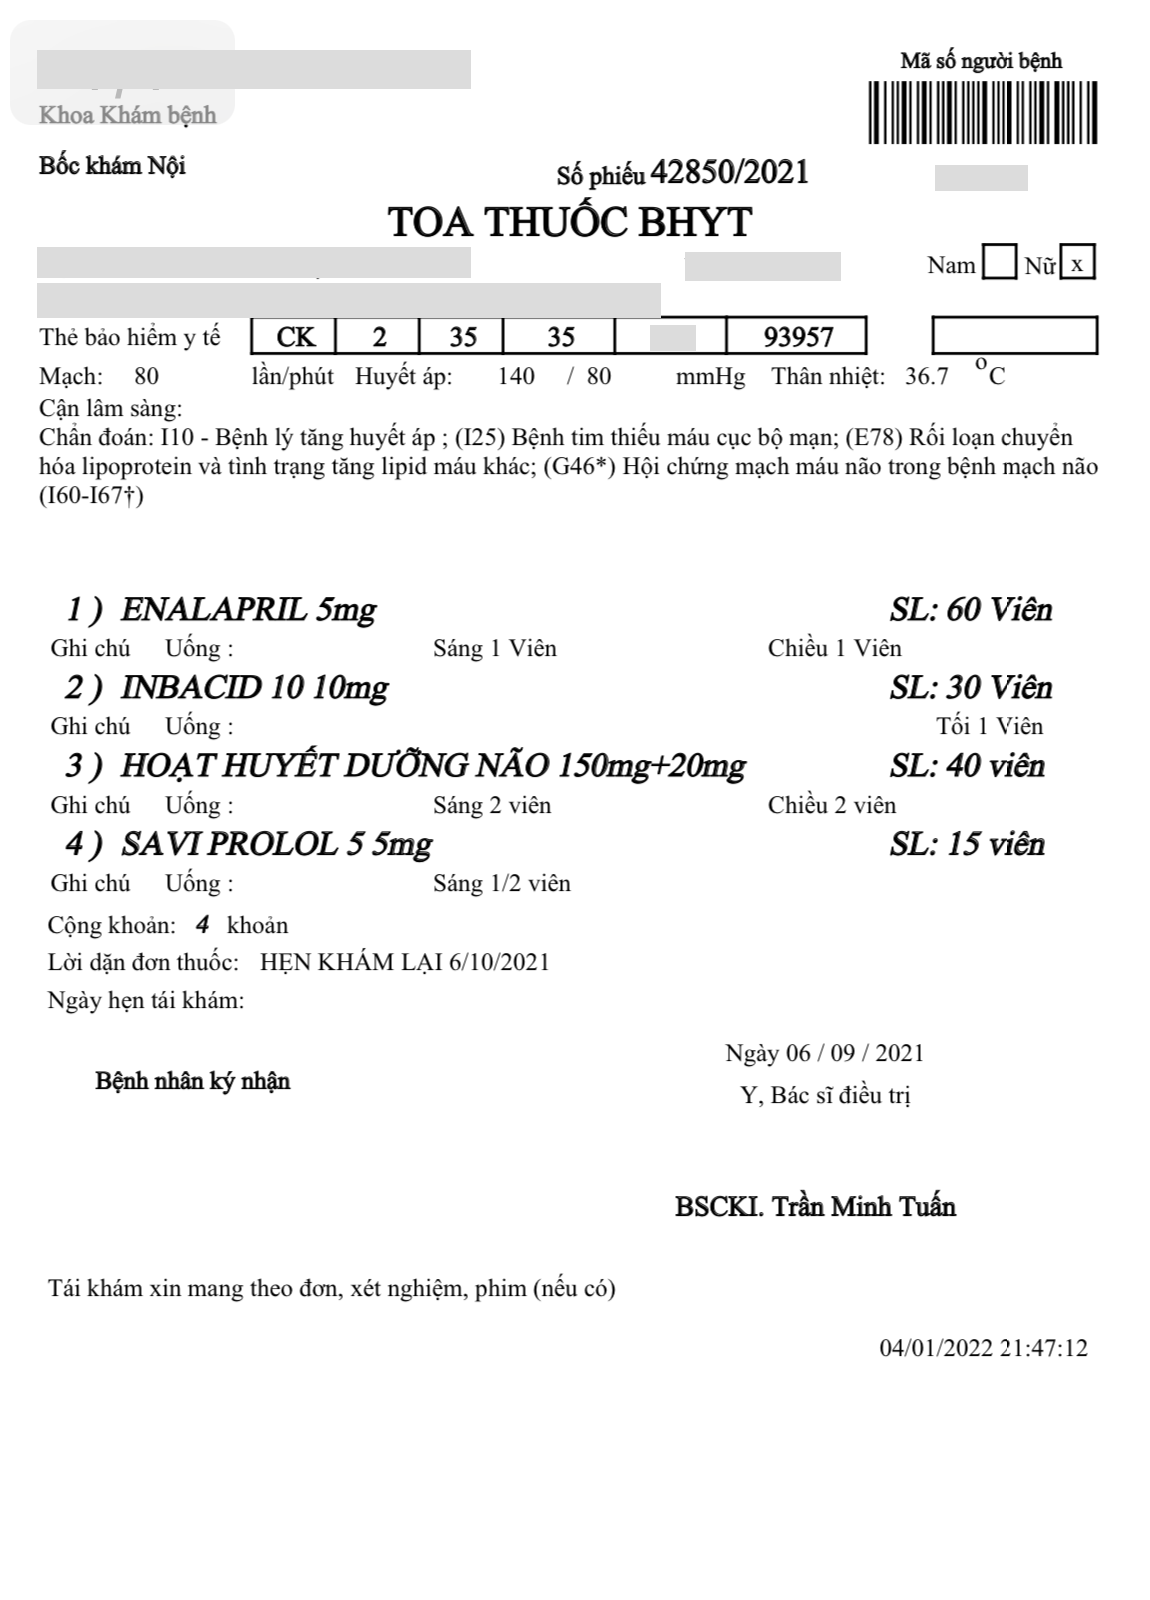 Mã số người bệnh
Khoa Khám bệnh
Bốc khám Nội
Số phiếu 42850/2021
TOA THUỐC BHYT
Nam Nữ x
Thẻ bảo hiểm y tế CK 2 35 35 93957
Mạch: 80 lần/phút Huyết áp: 140 / 80 mmHg Thân nhiệt: 36.7 °C
Cận lâm sàng:
Chẩn đoán: I10 - Bệnh lý tăng huyết áp ; (I25) Bệnh tim thiếu máu cục bộ mạn; (E78) Rối loạn chuyển
hóa lipoprotein và tình trạng tăng lipid máu khác; (G46*) Hội chứng mạch máu não trong bệnh mạch não
(I60-I67†)
1 ) ENALAPRIL 5mg SL: 60 Viên
Ghi chú Uống : Sáng 1 Viên Chiều 1 Viên
2 ) INBACID 10 10mg SL: 30 Viên
Ghi chú Uống : Tối 1 Viên
3 ) HOẠT HUYẾT DƯỠNG NÃO 150mg+20mg SL: 40 viên
Ghi chú Uống : Sáng 2 viên Chiều 2 viên
4 ) SAVI PROLOL 5 5mg SL: 15 viên
Ghi chú Uống : Sáng 1/2 viên
Cộng khoản: 4 khoản
Lời dặn đơn thuốc: HẸN KHÁM LẠI 6/10/2021
Ngày hẹn tái khám:
Ngày 06 / 09 / 2021
Bệnh nhân ký nhận
Y, Bác sĩ điều trị
BSCKI. Trần Minh Tuấn
Tái khám xin mang theo đơn, xét nghiệm, phim (nếu có)
04/01/2022 21:47:12